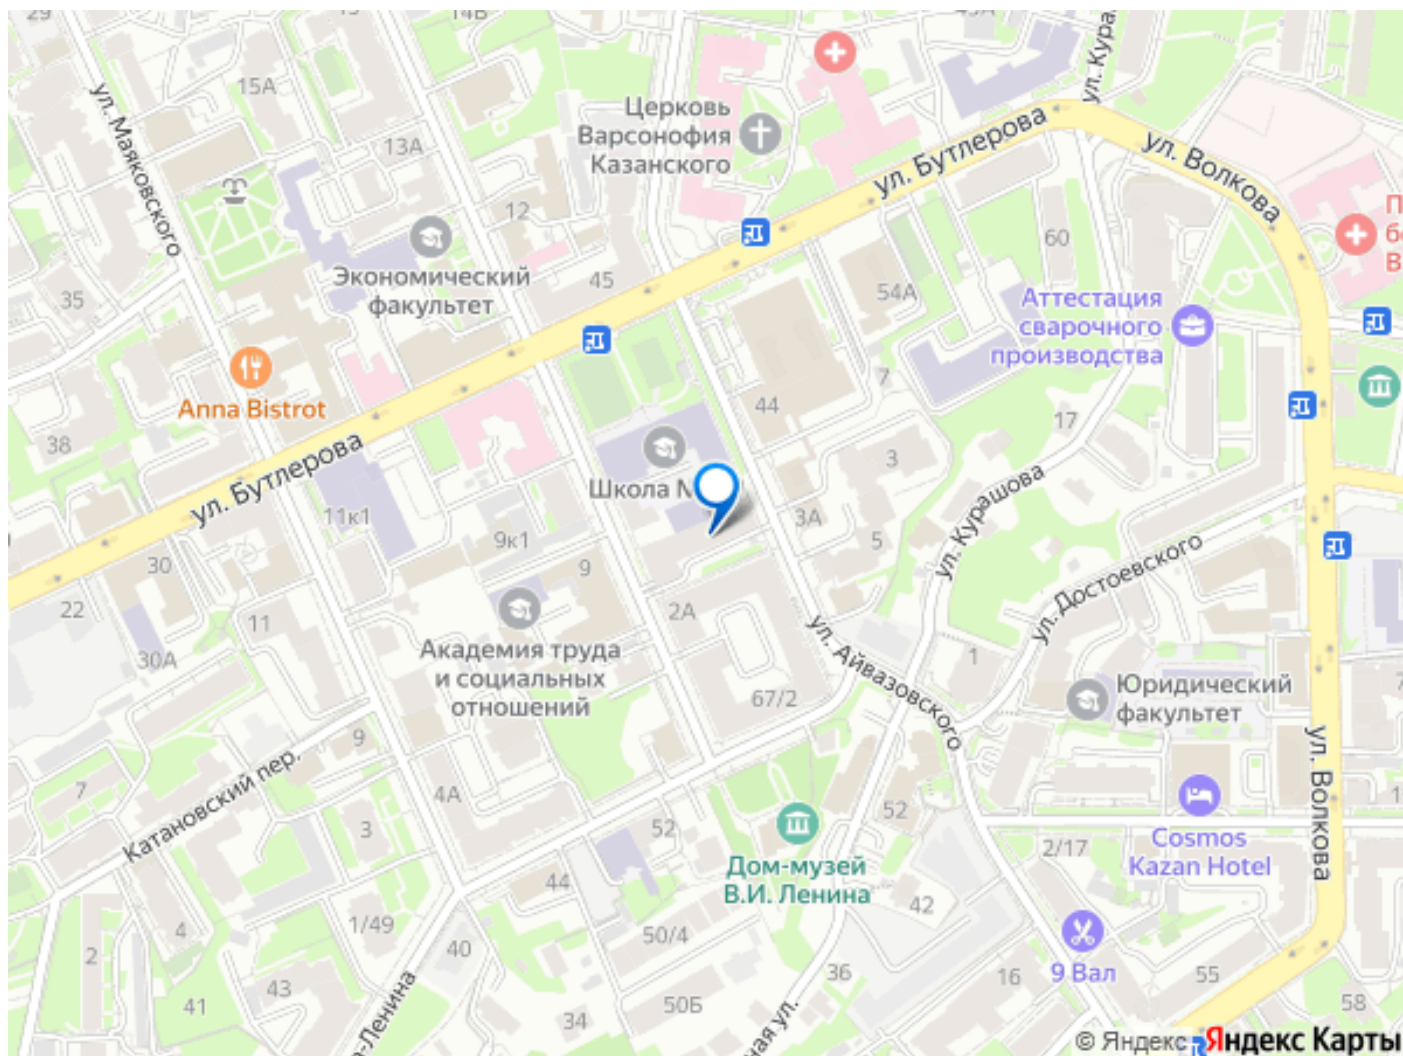 29
14Б
ул. Кура
15А
ул. Маяковского
Церковь
Варсонофия
Казанского
13А
ул. Бутлерова
ул. Волкова
12
60
Экономический
факультет
45
54А
Аттестация
сварочного
производства
35
П
б
В
Anna Bistrot
7
44
17
38
3
ул. Бутлерова
Школа
ул. Курашова
11к1
3А
9к1
5
30
9
ул. Достоевского
22
2А
11
30А
ул. Айвазовского
Академия труда
и социальных
отношений
1
Юридический
факультет
67/2
9
Катановский пер.
7
4А
3
52
52
ул. Волкова
Cosmos
Kazan Hotel
2/17
Дом-музей
В.И. Ленина
44
42
1/49
4
40
50/4
2
9 Вал
36
16
55
43
41
50Б
58
34
-Ленина
ная ул.
© Яндекс Яндекс Карты